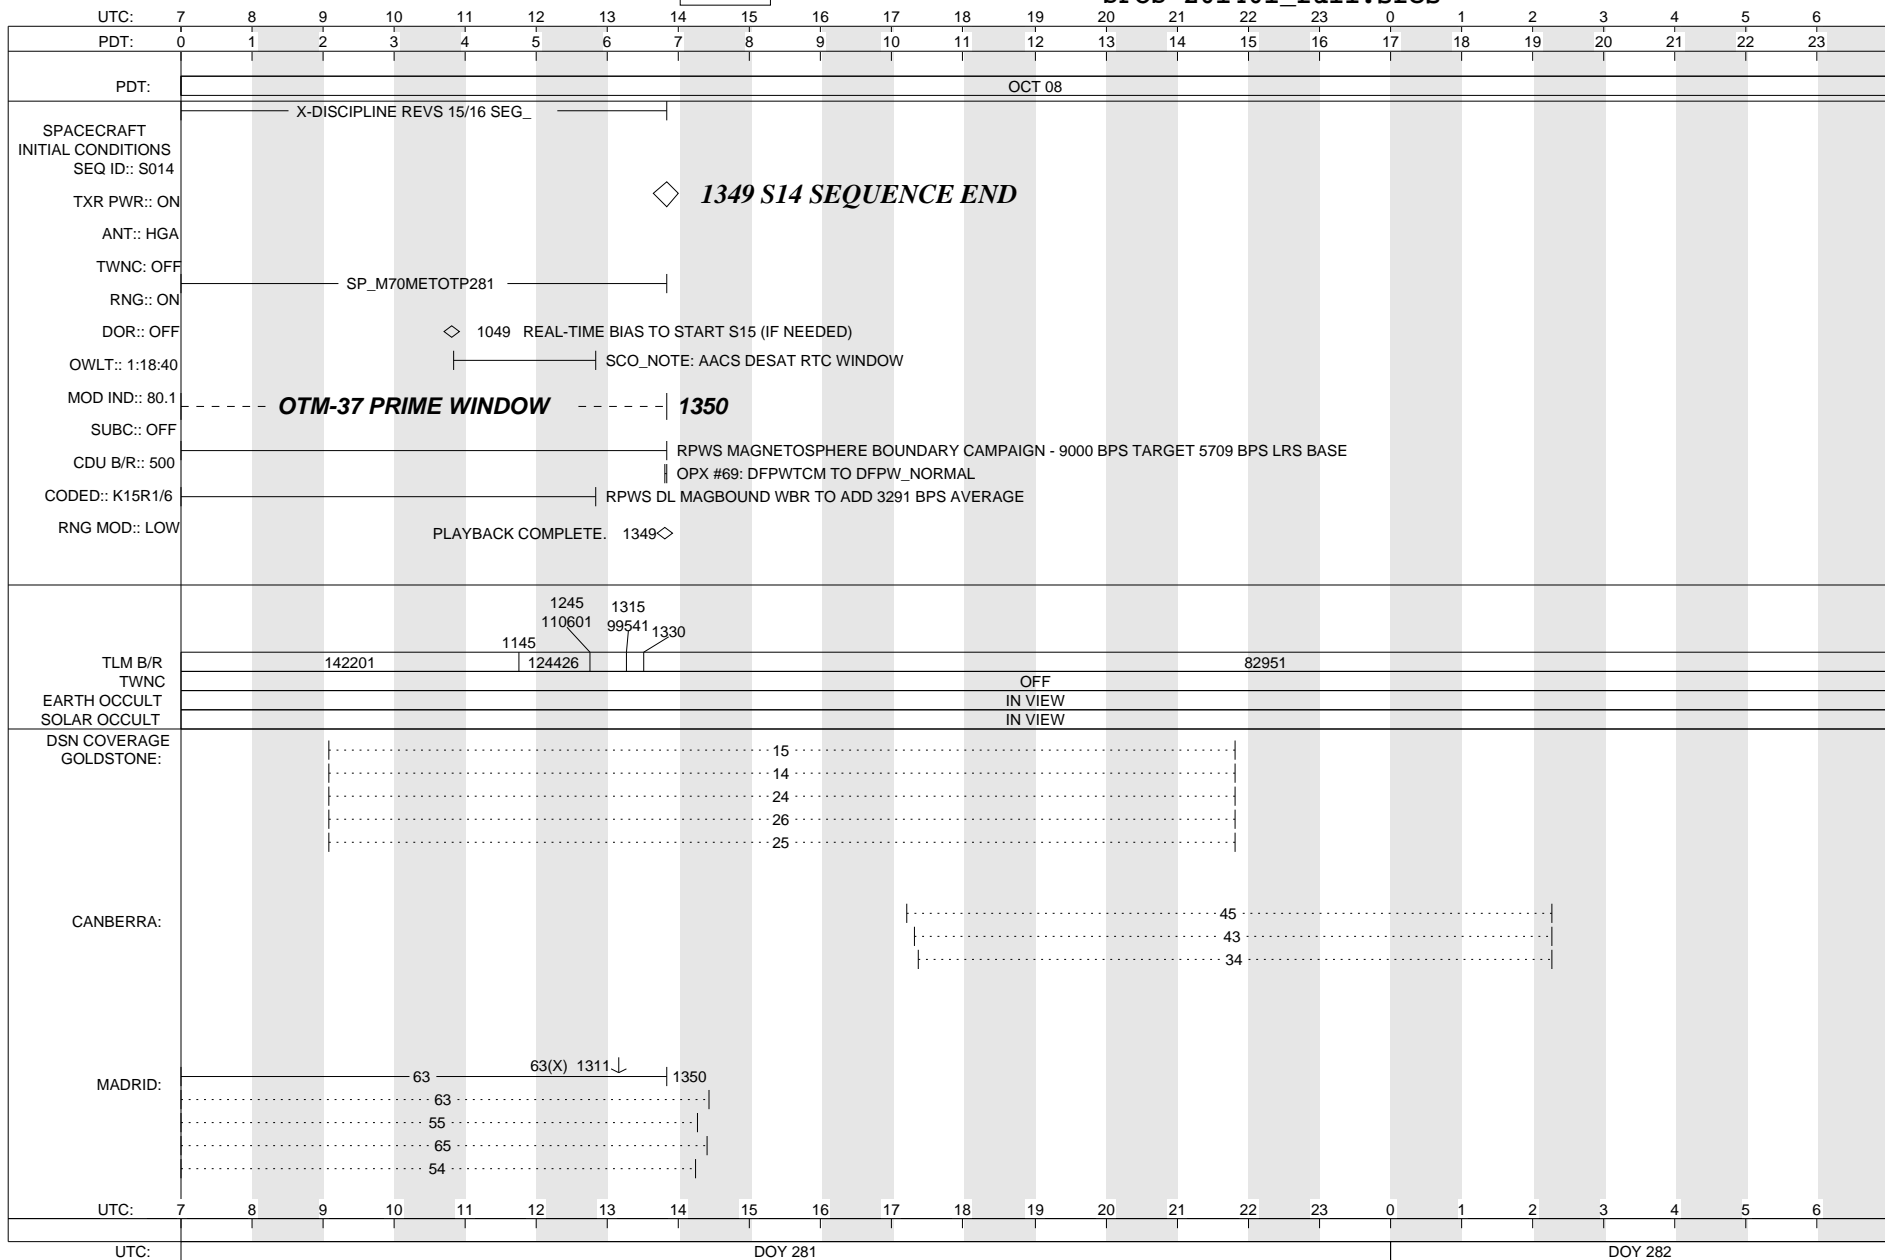 UTC: 7 8 9 10 11 12 13 14 15 16 17 18 19 20 21 22 23 0 1 2 3 4 5 6
PDT: 0 1 2 3 4 5 6 7 8 9 10 11 12 13 14 15 16 17 18 19 20 21 22 23
PDT: OCT 08
X-DISCIPLINE REVS 15/16 SEG_
SPACECRAFT
INITIAL CONDITIONS
SEQ ID:: S014
1349 S14 SEQUENCE END
TXR PWR:: ON
ANT:: HGA
TWNC: OFF
SP_M70METOTP281
RNG:: ON
DOR:: OFF
1049 REAL-TIME BIAS TO START S15 (IF NEEDED)
OWLT:: 1:18:40
SCO_NOTE: AACS DESAT RTC WINDOW
MOD IND:: 80.1
OTM-37 PRIME WINDOW 1350
SUBC:: OFF
RPWS MAGNETOSPHERE BOUNDARY CAMPAIGN - 9000 BPS TARGET 5709 BPS LRS BASE
CDU B/R:: 500
OPX #69: DFPWTCM TO DFPW_NORMAL
CODED:: K15R1/6
RPWS DL MAGBOUND WBR TO ADD 3291 BPS AVERAGE
RNG MOD:: LOW
PLAYBACK COMPLETE. 1349
1245 1315
110601 99541 1330
1145
TLM B/R 142201 124426 82951
TWNC OFF
EARTH OCCULT IN VIEW
SOLAR OCCULT IN VIEW
DSN COVERAGE
GOLDSTONE:
15
14
24
26
25
CANBERRA:
45
43
34
63(X) 1311
MADRID: 63 1350
63
55
65
54
UTC: 7 8 9 10 11 12 13 14 15 16 17 18 19 20 21 22 23 0 1 2 3 4 5 6
UTC: DOY 281 DOY 282